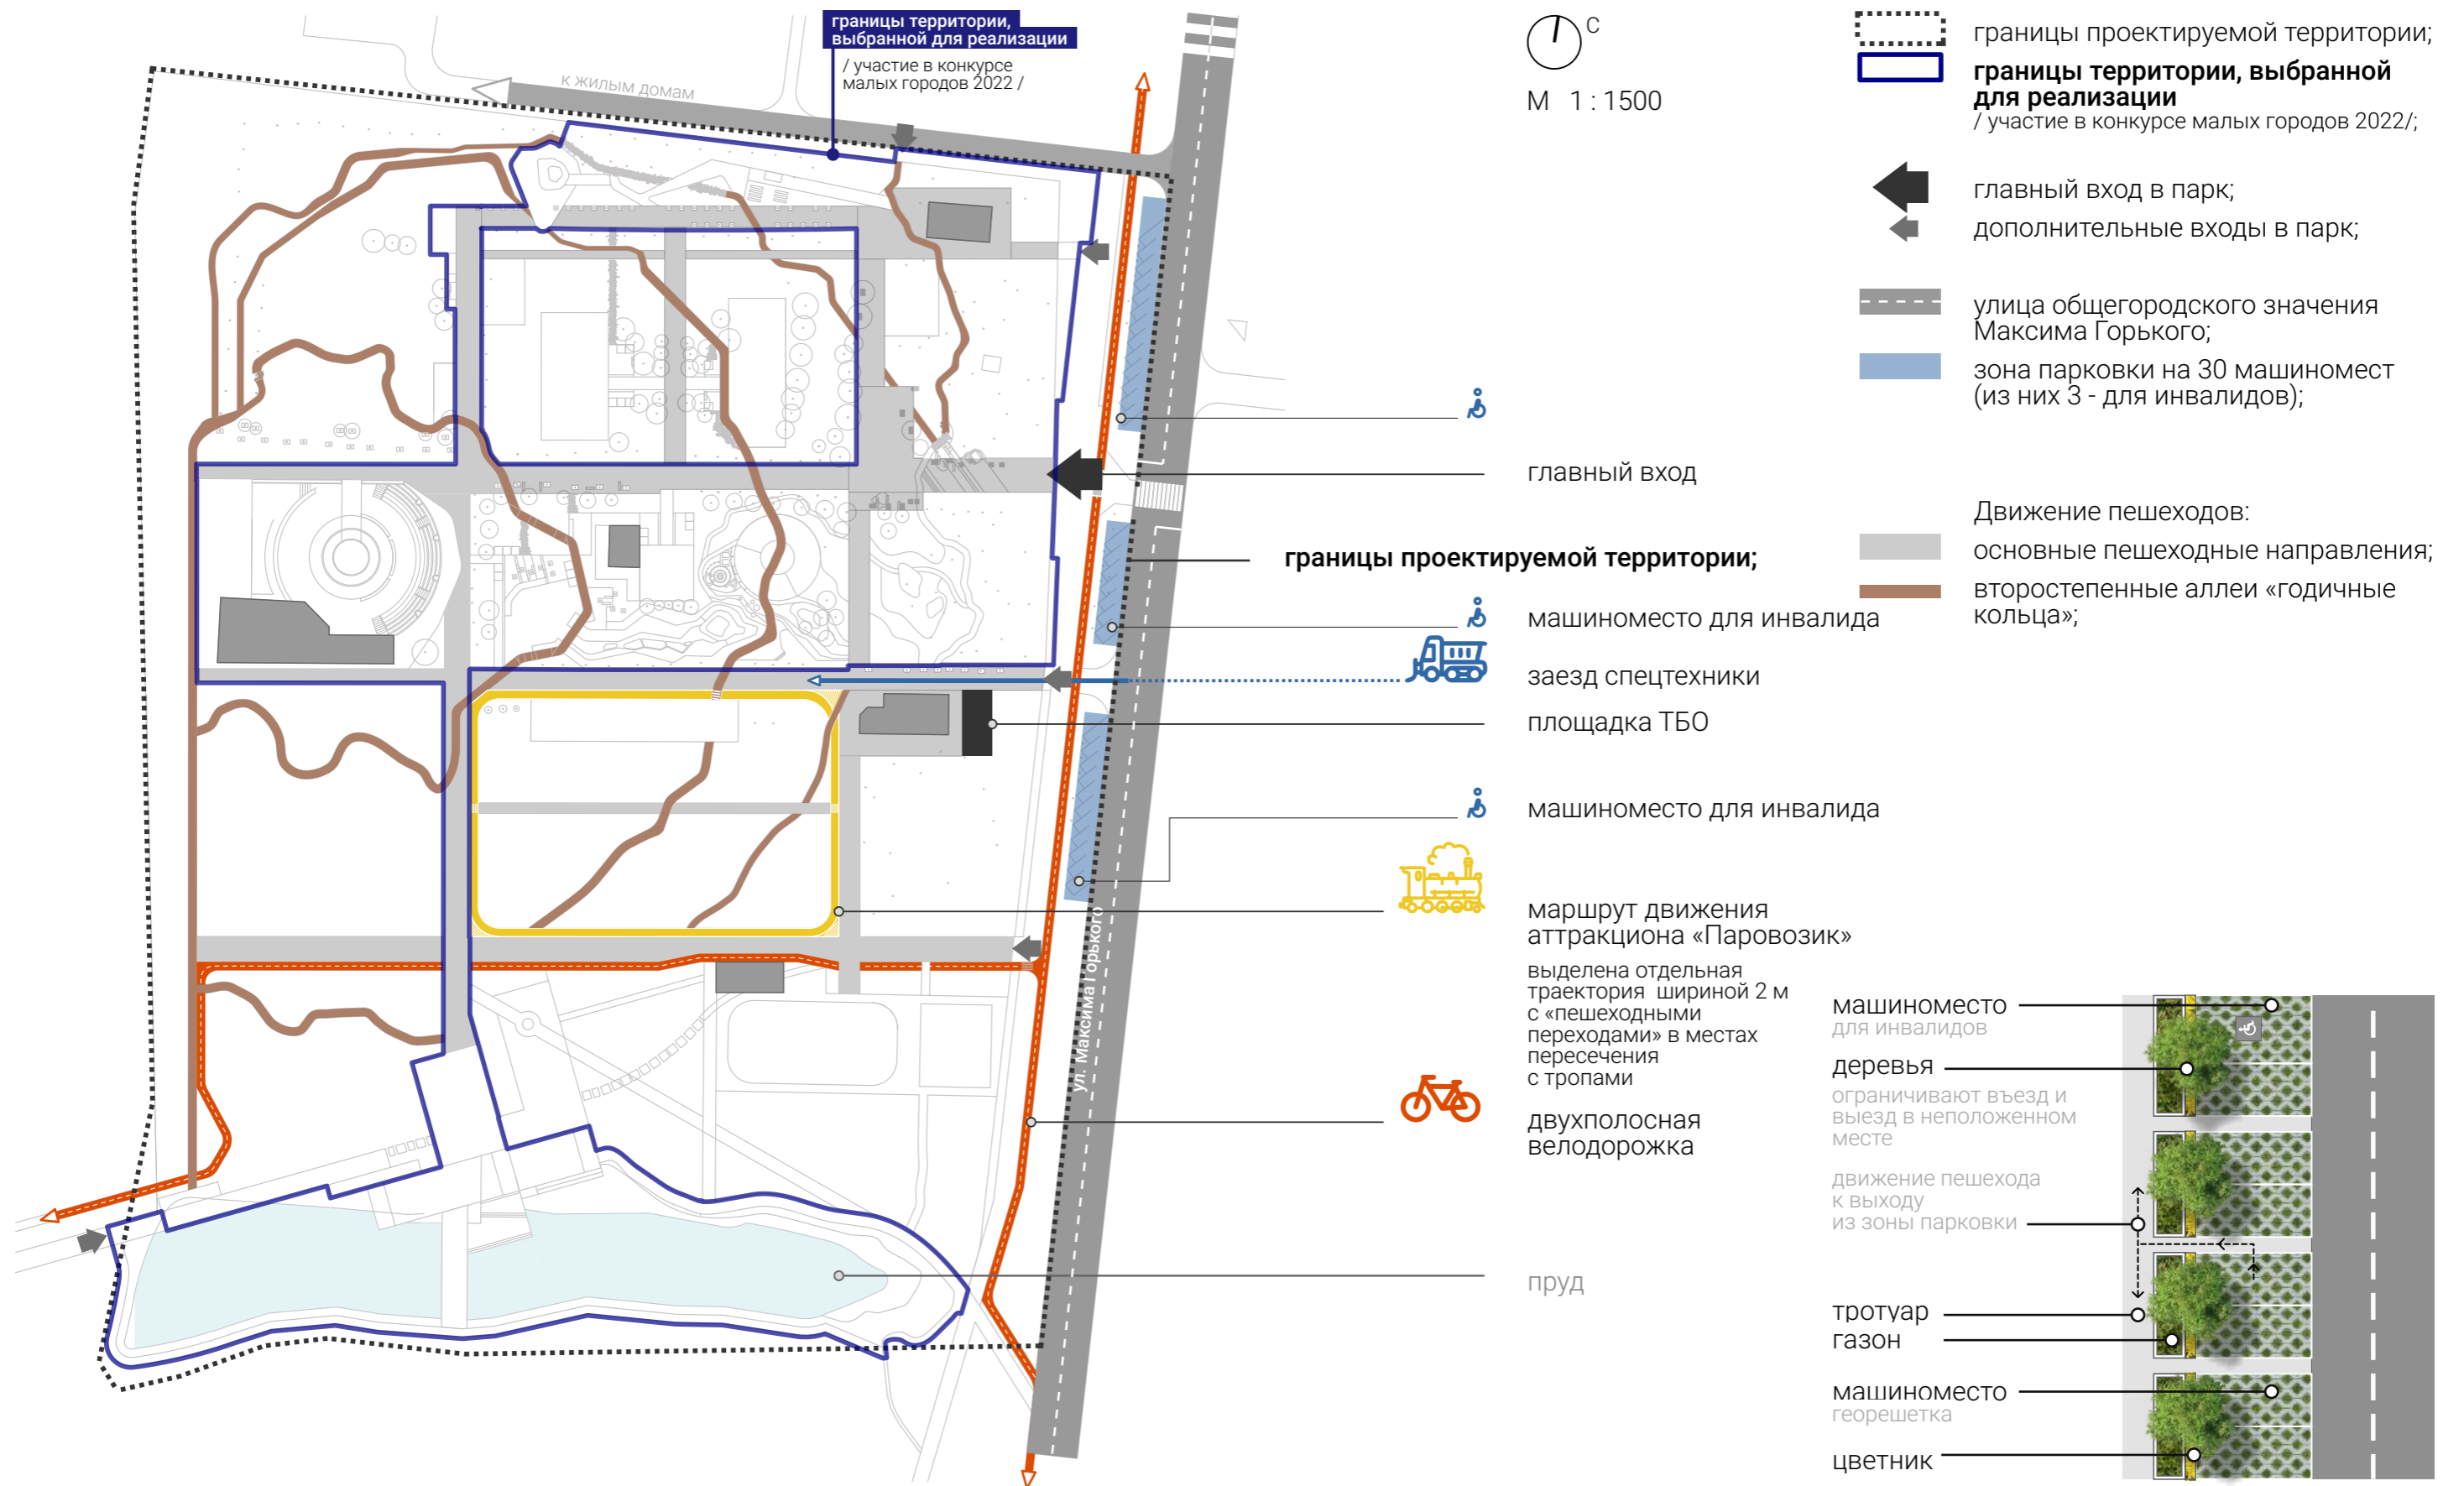 границы территории,
выбранной для реализации
/ участие в конкурсе
малых городов 2022 /
к жилым домам
С
М 1 : 1500
границы проектируемой территории;
границы территории, выбранной
для реализации
/ участие в конкурсе малых городов 2022/;
главный вход в парк;
дополнительные входы в парк;
улица общегородского значения
Максима Горького;
зона парковки на 30 машиномест
(из них 3 - для инвалидов);
Движение пешеходов:
основные пешеходные направления;
второстепенные аллеи «годичные
кольца»;
главный вход
границы проектируемой территории;
машиноместо для инвалида
заезд спецтехники
площадка ТБО
машиноместо для инвалида
маршрут движения
аттракциона «Паровозик»
выделена отдельная
траектория шириной 2 м
с «пешеходными
переходами» в местах
пересечения
с тропами
двухполосная
велодорожка
пруд
ул. Максима Горького
машиноместо
для инвалидов
деревья
ограничивают въезд и
выезд в неположенном
месте
движение пешехода
к выходу
из зоны парковки
тротуар
газон
машиноместо
георешетка
цветник